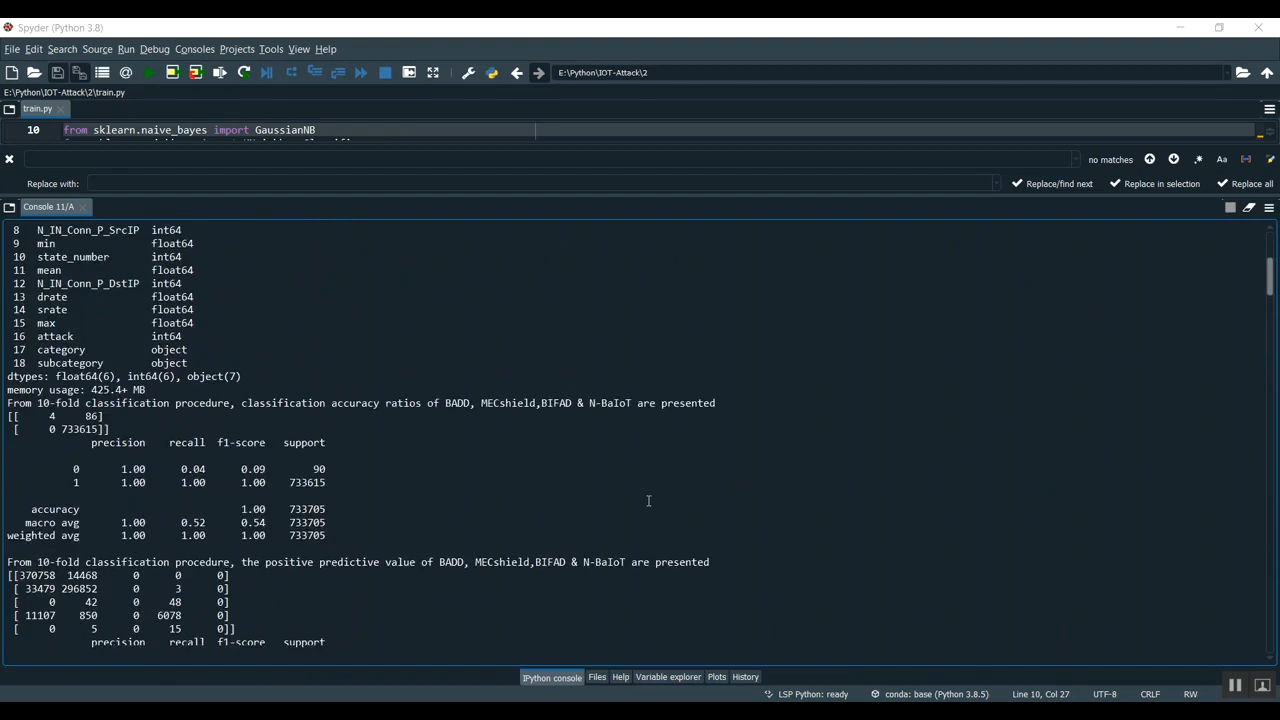 Spyder (Python 3.8)
File Edit Search Source Run Debug Consoles Projects Tools View Help
E:\Python\IOT-Attack\2
E:\Python\IOT-Attack\2\train.py
train.py
10 from sklearn.naive_bayes import GaussianNB
no matches
Aa
Replace with:
Replace/find next Replace in selection Replace all
Console 11/A
8 N_IN_Conn_P_SrcIP int64
9 min float64
10 state_number int64
11 mean float64
12 N_IN_Conn_P_DstIP int64
13 drate float64
14 srate float64
15 max float64
16 attack int64
17 category object
18 subcategory object
dtypes: float64(6), int64(6), object(7)
memory usage: 425.4+ MB
From 10-fold classification procedure, classification accuracy ratios of BADD, MECshield,BIFAD & N-BaIoT are presented
[[ 4 86]
[ 0 733615]]
precision recall f1-score support
0 1.00 0.04 0.09 90
1 1.00 1.00 1.00 733615
accuracy 1.00 733705
macro avg 1.00 0.52 0.54 733705
weighted avg 1.00 1.00 1.00 733705
From 10-fold classification procedure, the positive predictive value of BADD, MECshield,BIFAD & N-BaIoT are presented
[[370758 14468 0 0 0]
[ 33479 296852 0 3 0]
[ 0 42 0 48 0]
[ 11107 850 0 6078 0]
[ 0 5 0 15 0]]
precision recall f1-score support
IPython console Files Help Variable explorer Plots History
LSP Python: ready conda: base (Python 3.8.5) Line 10, Col 27 UTF-8 CRLF RW